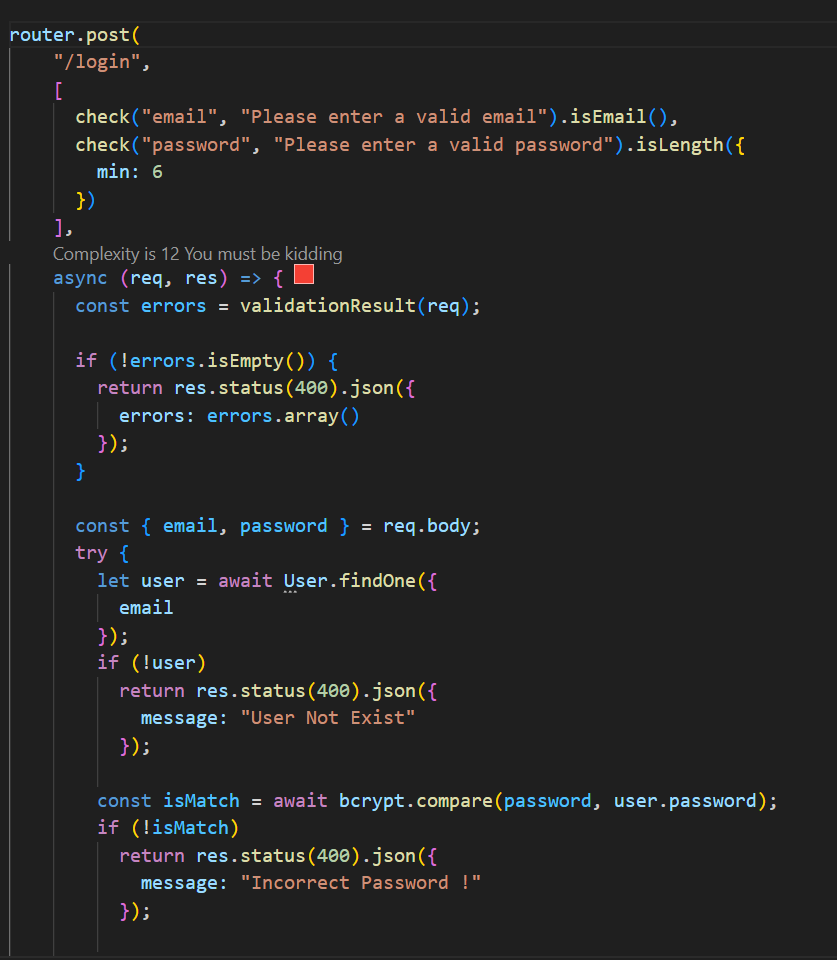 router.post(
"/login",
[
check("email", "Please enter a valid email").isEmail(),
check("password", "Please enter a valid password").isLength({
min: 6
})
],
Complexity is 12 You must be kidding
async (req, res) => {
const errors = validationResult(req);
if (!errors.isEmpty()) {
return res.status(400).json({
errors: errors.array()
});
}
const { email, password } = req.body;
try {
let user = await User.findOne({
email
});
if (!user)
return res.status(400).json({
message: "User Not Exist"
});
const isMatch = await bcrypt.compare(password, user.password);
if (!isMatch)
return res.status(400).json({
message: "Incorrect Password !"
});